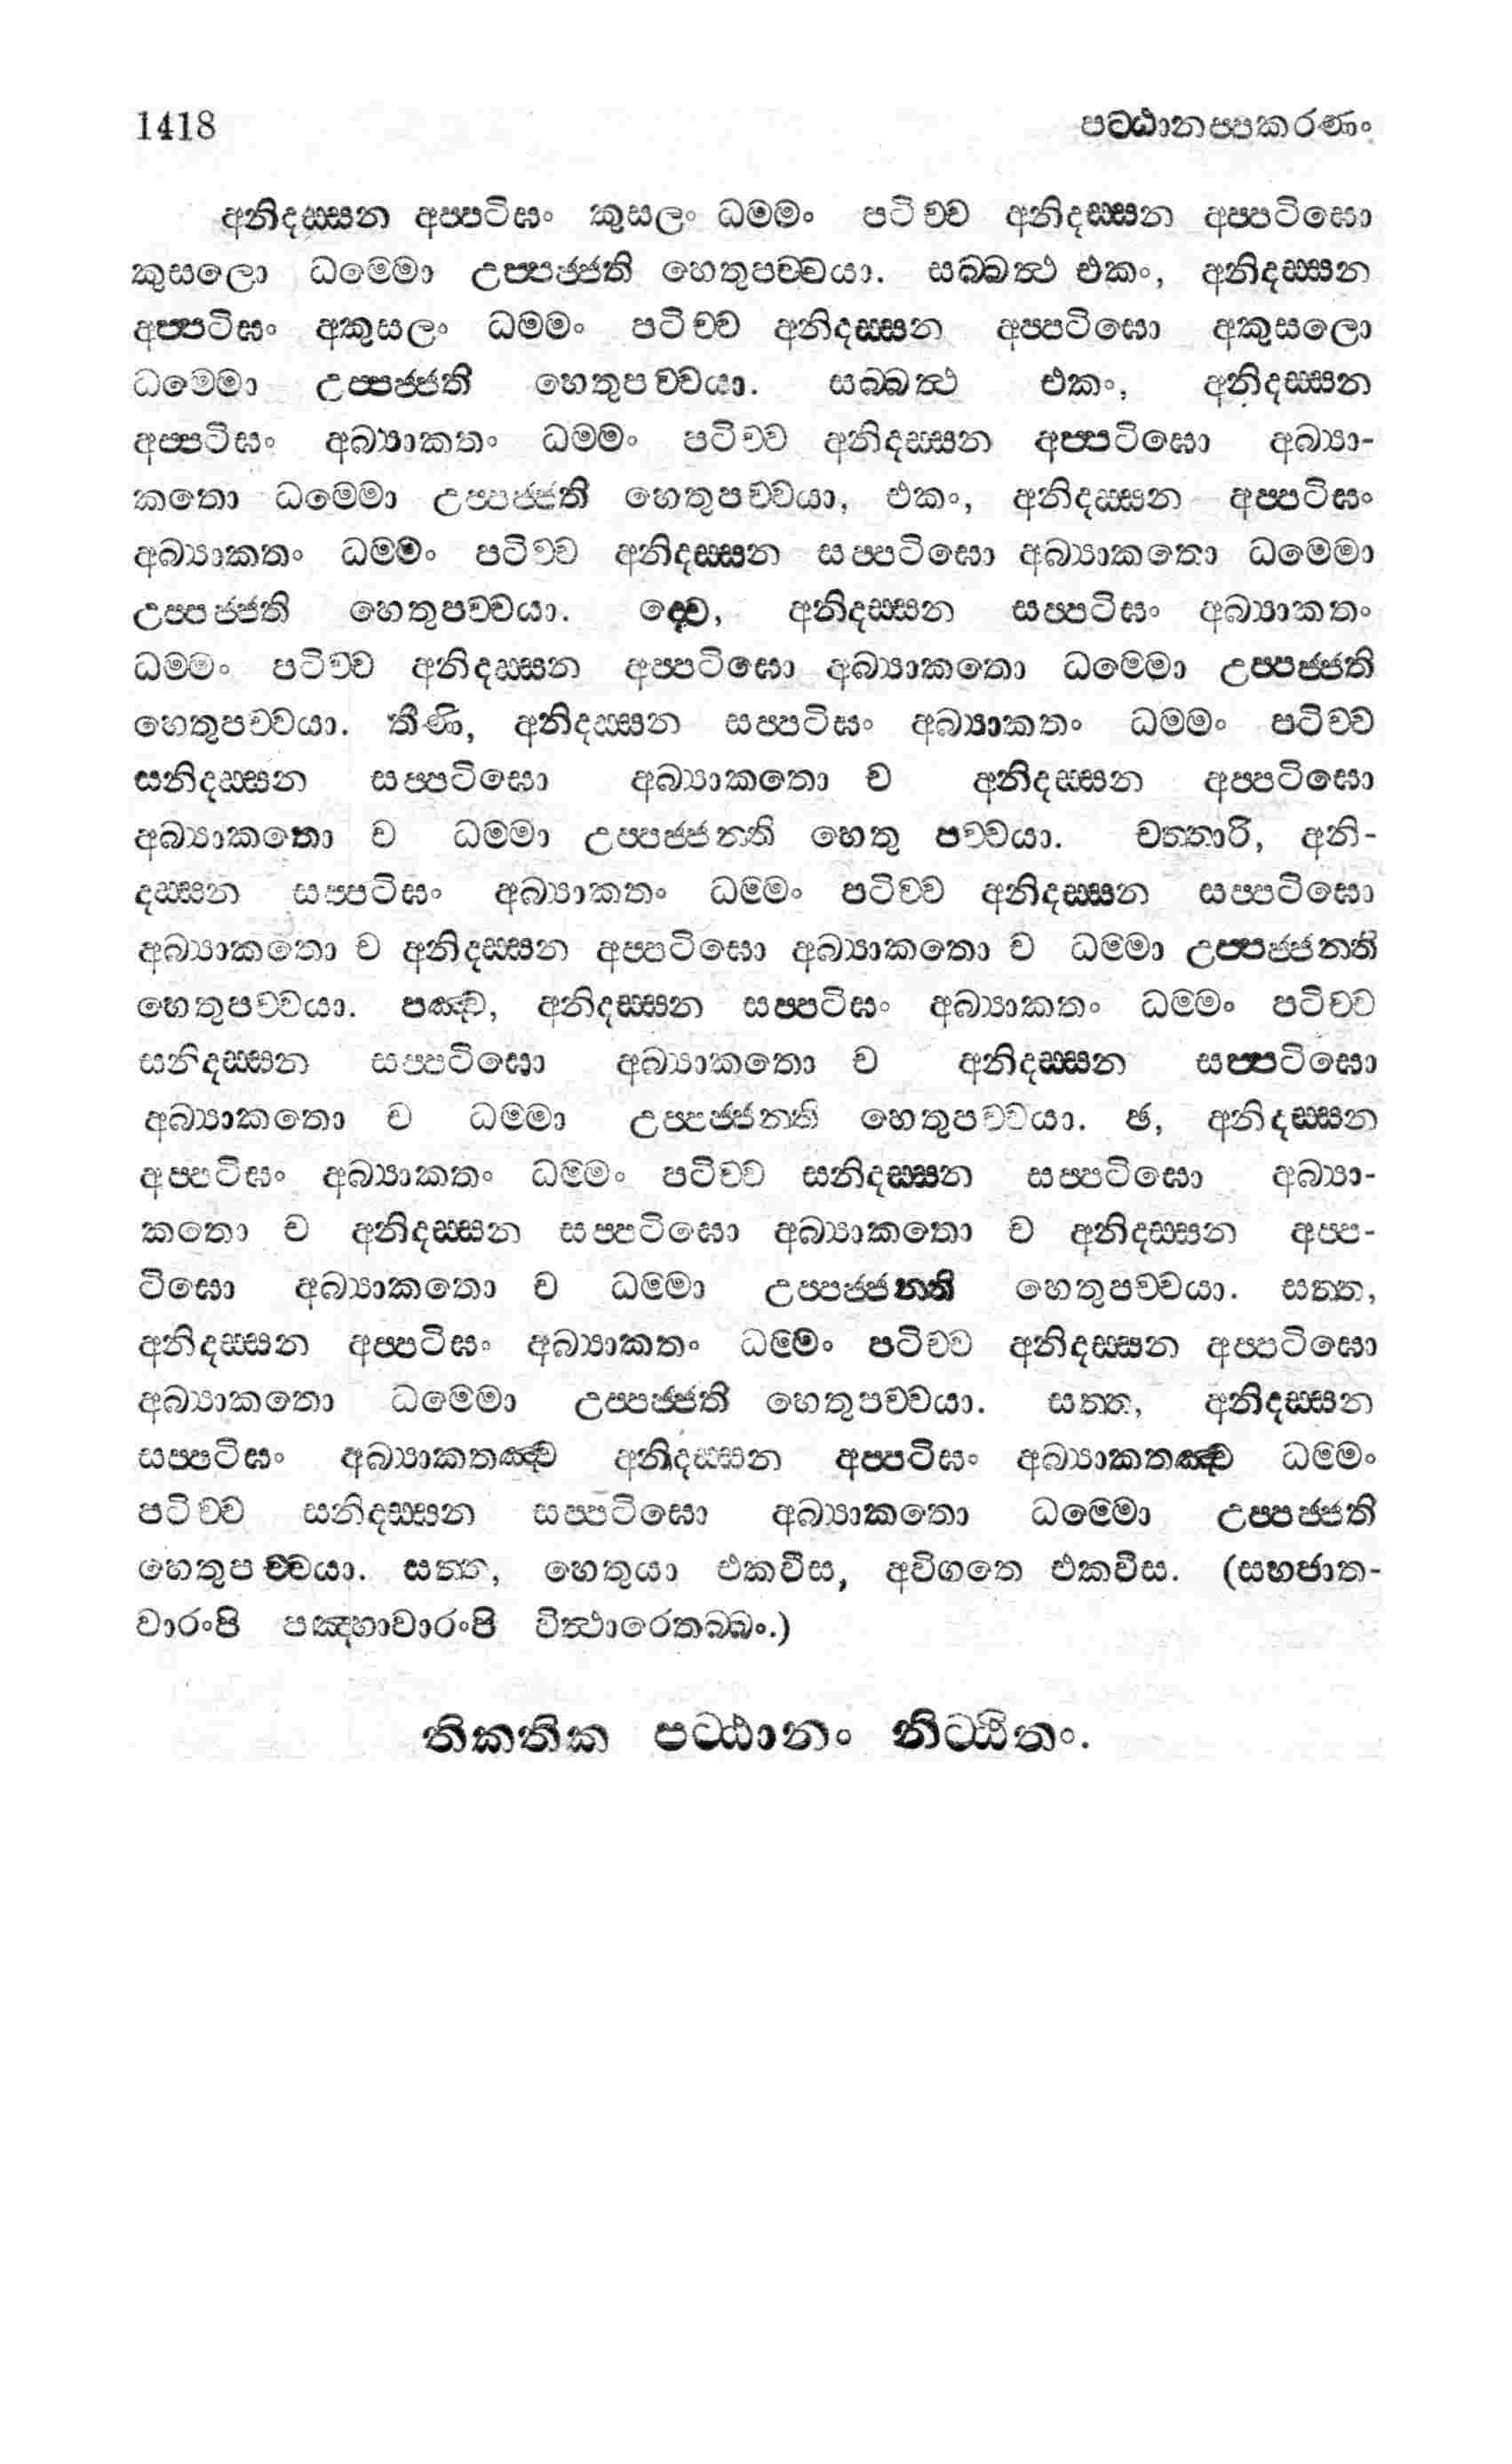 1418 පට්ඨානප්පකරණං
අනිදස්සන අප්පටිඝං කුසලං ධම්මං පටිච්ච අනිදස්සන අප්පටිඝො
කුසලො ධම්මො උප්පජ්ජති හෙතුපච්චයා. සබ්බත්ථ එකං, අනිදස්සන
අප්පටිඝං අකුසලං ධම්මං පටිච්ච අනිදස්සන අප්පටිඝො අකුසලො
ධම්මො උප්පජ්ජති හෙතුපච්චයා. සබ්බත්ථ එකං, අනිදස්සන
අප්පටිඝං අබ්‍යාකතං ධම්මං පටිච්ච අනිදස්සන අප්පටිඝො අබ්‍යා-
කතො ධම්මො උප්පජ්ජති හෙතුපච්චයා, එකං, අනිදස්සන අප්පටිඝං
අබ්‍යාකතං ධම්මං පටිච්ච අනිදස්සන සප්පටිඝො අබ්‍යාකතො ධම්මො
උප්පජ්ජති හෙතුපච්චයා. ද්වෙ, අනිදස්සන සප්පටිඝං අබ්‍යාකතං
ධම්මං පටිච්ච අනිදස්සන අප්පටිඝො අබ්‍යාකතො ධම්මො උප්පජ්ජති
හෙතුපච්චයා. තීණි, අනිදස්සන සප්පටිඝං අබ්‍යාකතං ධම්මං පටිච්ච
සනිදස්සන සප්පටිඝො අබ්‍යාකතො ච අනිදස්සන අප්පටිඝො
අබ්‍යාකතො ච ධම්මා උප්පජ්ජන්ති හෙතු පච්චයා. චත්තාරි, අනි-
දස්සන සප්පටිඝං අබ්‍යාකතං ධම්මං පටිච්ච අනිදස්සන සප්පටිඝො
අබ්‍යාකතො ච අනිදස්සන අප්පටිඝො අබ්‍යාකතො ච ධම්මා උප්පජ්ජන්ති
හෙතුපච්චයා. පඤ්ච, අනිදස්සන සප්පටිඝං අබ්‍යාකතං ධම්මං පටිච්ච
සනිදස්සන සප්පටිඝො අබ්‍යාකතො ච අනිදස්සන සප්පටිඝො
අබ්‍යාකතො ච ධම්මා උප්පජ්ජන්ති හෙතුපච්චයා. ඡ, අනිදස්සන
අප්පටිඝං අබ්‍යාකතං ධම්මං පටිච්ච සනිදස්සන සප්පටිඝො අබ්‍යා-
කතො ච අනිදස්සන සප්පටිඝො අබ්‍යාකතො ච අනිදස්සන අප්ප-
ටිඝො අබ්‍යාකතො ච ධම්මා උප්පජ්ජන්ති හෙතුපච්චයා. සත්ත,
අනිදස්සන අප්පටිඝං අබ්‍යාකතං ධම්මං පටිච්ච අනිදස්සන අප්පටිඝො
අබ්‍යාකතො ධම්මො උප්පජ්ජති හෙතුපච්චයා. සත්ත, අනිදස්සන
සප්පටිඝං අබ්‍යාකතඤ්ච අනිදස්සන අප්පටිඝං අබ්‍යාකතඤ්ච ධම්මං
පටිච්ච සනිදස්සන සප්පටිඝො අබ්‍යාකතො ධම්මො උප්පජ්ජති
හෙතුපච්චයා. සත්ත, හෙතුයා එකවීස, අවිගතෙ එකවීස. (සහජාත-
වාරංපි පඤ්හාවාරංපි විත්ථාරෙතබ්බං.)
තිකතික පට්ඨානං නිට්ඨිතං.